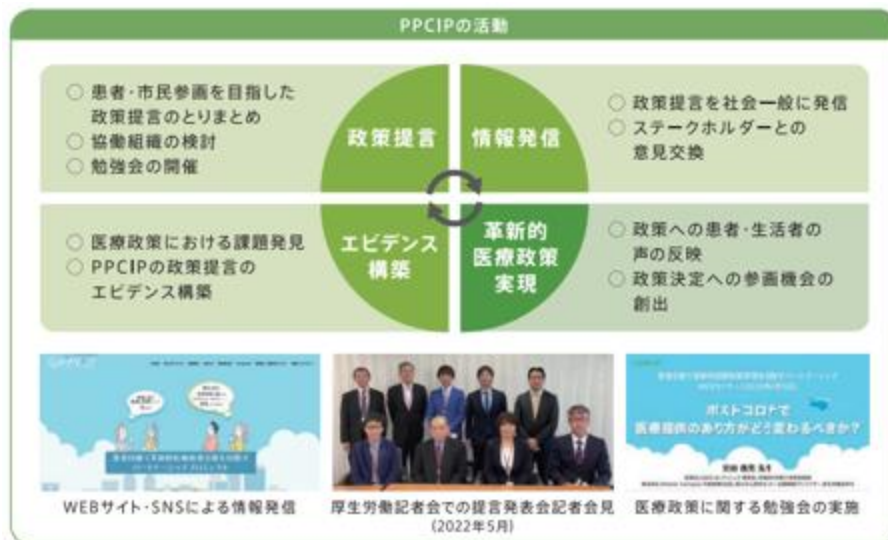 PPCIPの活動
○ 患者・市民参画を目指した
政策提言のとりまとめ
○ 協働組織の検討
○ 勉強会の開催
政策提言
情報発信
○ 政策提言を社会一般に発信
○ ステークホルダーとの
意見交換
○ 医療政策における課題発見
○ PPCIPの政策提言の
エビデンス構築
エビデンス
構築
革新的
医療政策
実現
○ 政策への患者・生活者の
声の反映
○ 政策決定への参画機会の
創出
ポストコロナで
医療提供のあり方がどう変わるべきか?
WEBサイト・SNSによる情報発信
厚生労働記者会での提言発表会記者会見
(2022年5月)
医療政策に関する勉強会の実施